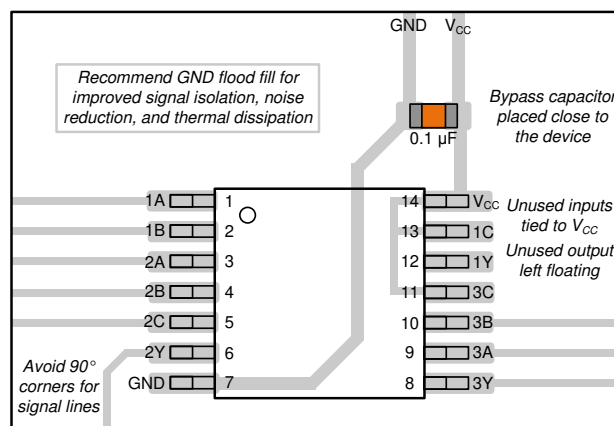 GND
V_CC
Recommend GND flood fill for
improved signal isolation, noise
reduction, and thermal dissipation
Bypass capacitor
placed close to
the device
0.1 µF
1A 1
1B 2
2A 3
2B 4
2C 5
2Y 6
GND 7
14 V_CC
13 1C
12 1Y
11 3C
10 3B
9 3A
8 3Y
Unused inputs
tied to V_CC
Unused output
left floating
Avoid 90°
corners for
signal lines